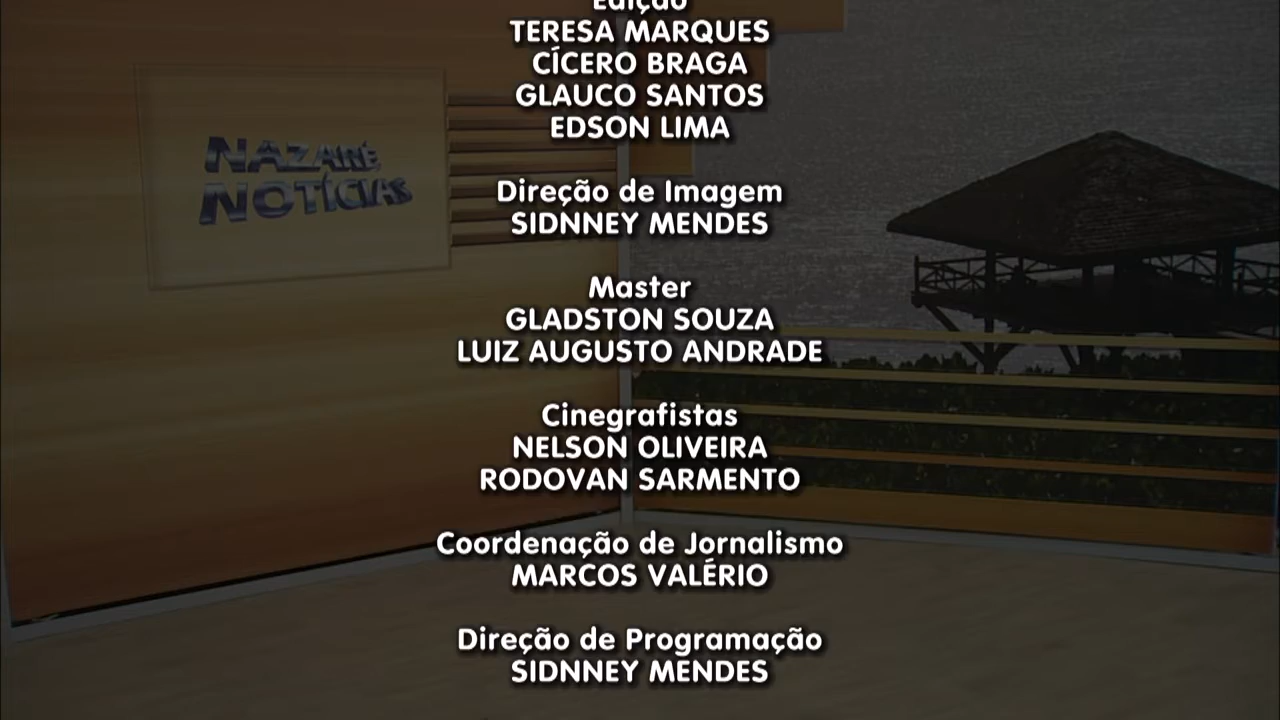 Edição
TERESA MARQUES
CÍCERO BRAGA
GLAUCO SANTOS
EDSON LIMA
NAZARÉ
NOTÍCIAS
Direção de Imagem
SIDNNEY MENDES
Master
GLADSTON SOUZA
LUIZ AUGUSTO ANDRADE
Cinegrafistas
NELSON OLIVEIRA
RODOVAN SARMENTO
Coordenação de Jornalismo
MARCOS VALÉRIO
Direção de Programação
SIDNNEY MENDES